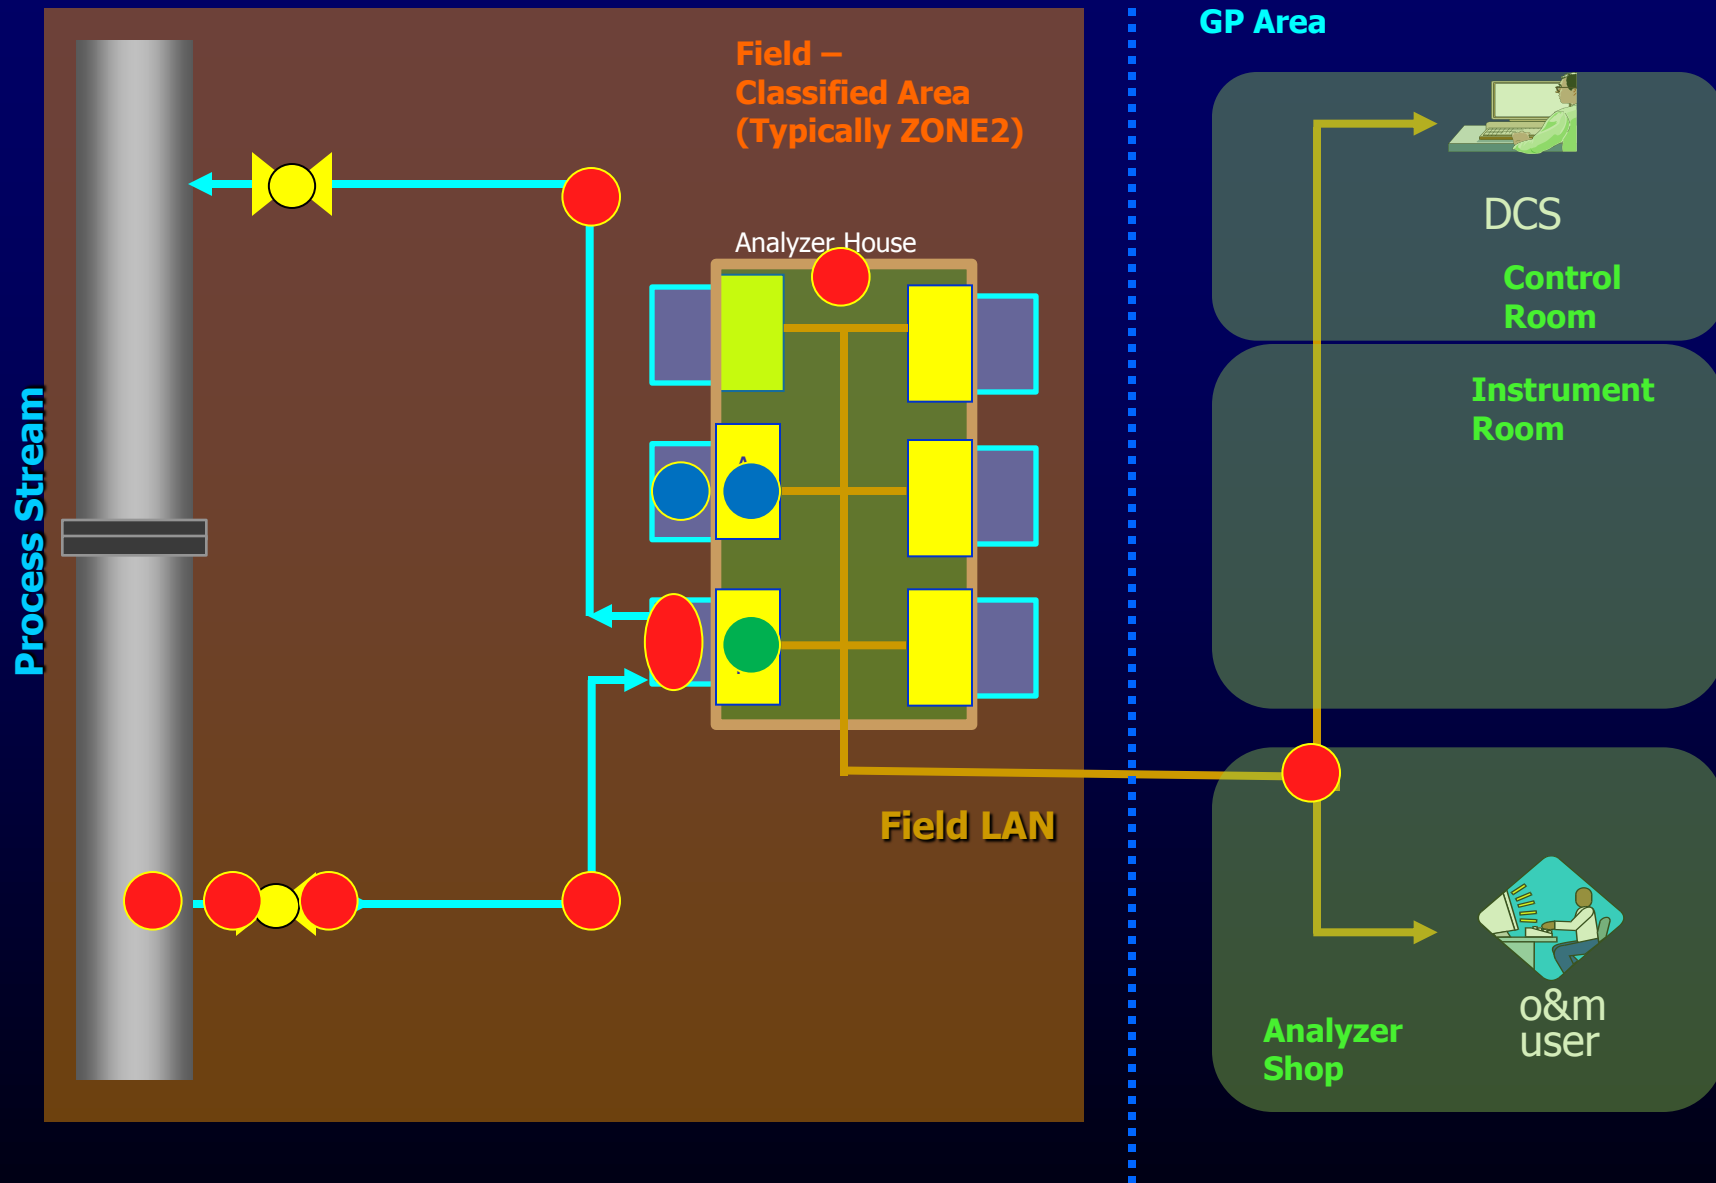 GP Area
Field –
Classified Area
(Typically ZONE2)
Analyzer House
DCS
Control
Room
Instrument
Room
Process Stream
Field LAN
o&m
user
Analyzer
Shop